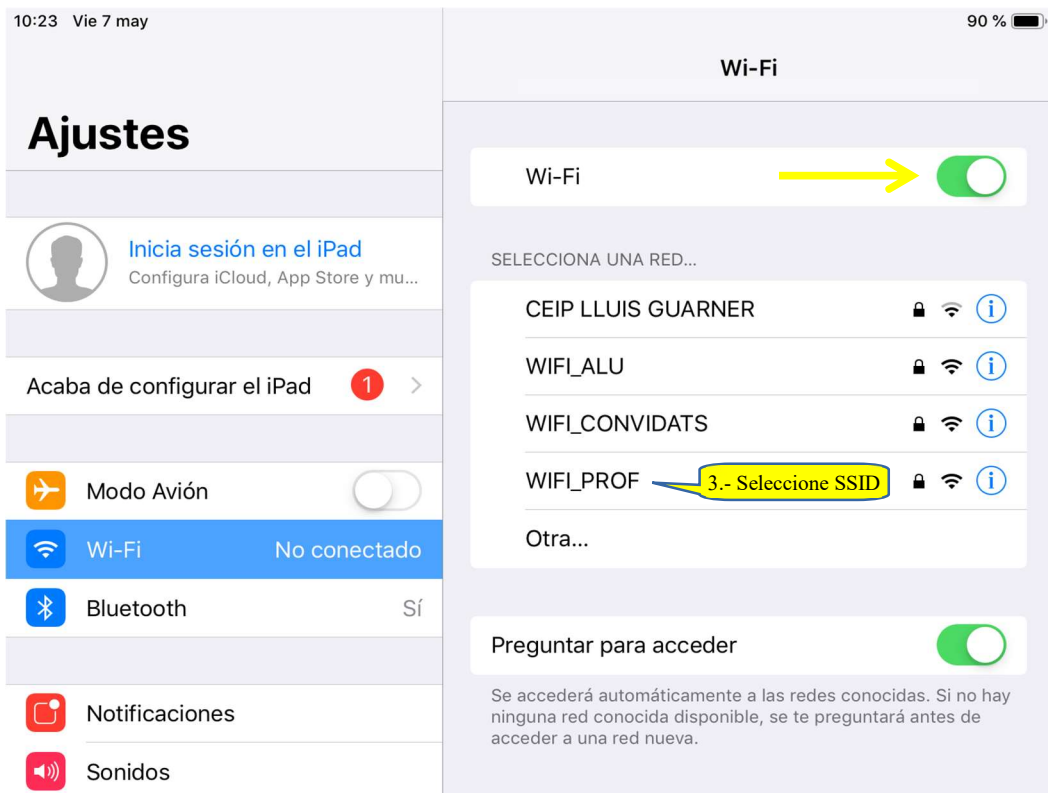 10:23 Vie 7 may
90 %
Ajustes
Inicia sesión en el iPad
Configura iCloud, App Store y mu...
Acaba de configurar el iPad 1
Modo Avión
Wi-Fi No conectado
Bluetooth Sí
Notificaciones
Sonidos
Wi-Fi
Wi-Fi
SELECCIONA UNA RED...
CEIP LLUIS GUARNER
WIFI_ALU
WIFI_CONVIDATS
WIFI_PROF 3.- Seleccione SSID
Otra...
Preguntar para acceder
Se accederá automáticamente a las redes conocidas. Si no hay
ninguna red conocida disponible, se te preguntará antes de
acceder a una red nueva.